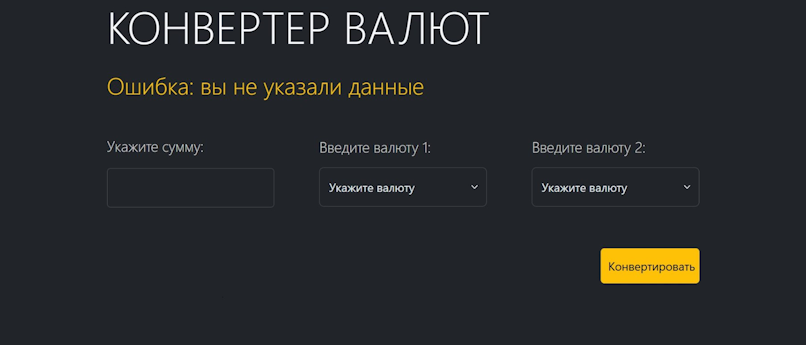 КОНВЕРТЕР ВАЛЮТ
Ошибка: вы не указали данные
Укажите сумму: Введите валюту 1: Введите валюту 2:
Укажите валюту Укажите валюту
Конвертировать